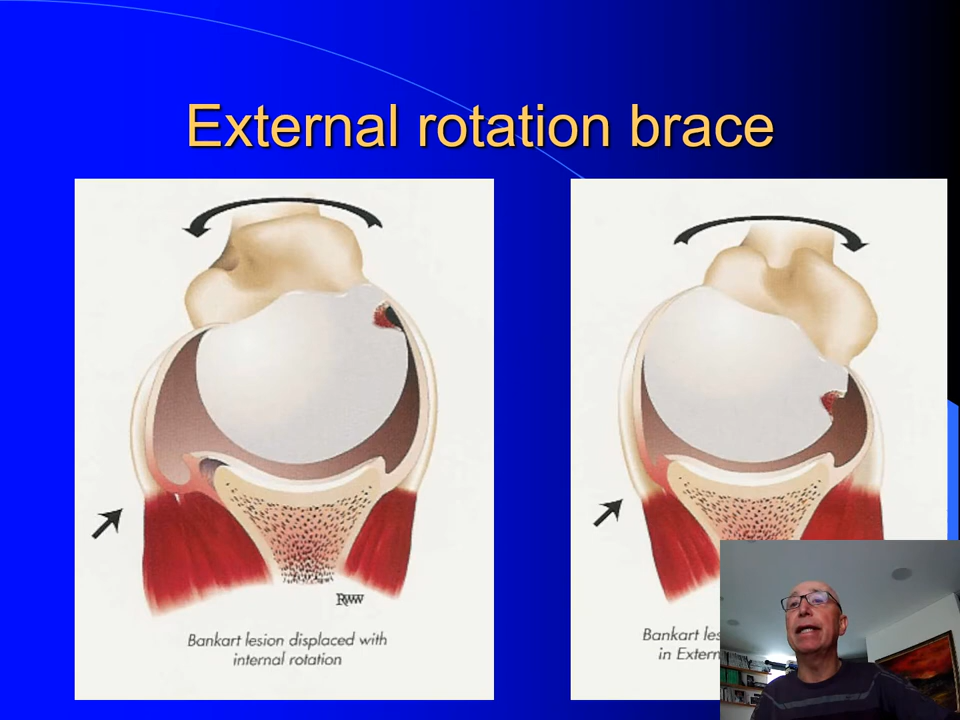 External rotation brace
RWW
Bankart lesion displaced with
internal rotation
Bankart les
in Extern